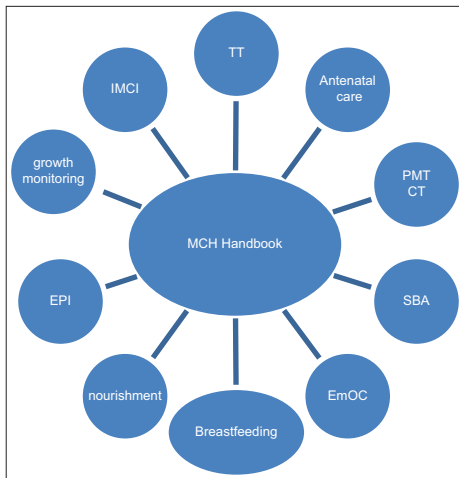 TT
Antenatal
care
PMT
CT
SBA
EmOC
Breastfeeding
nourishment
EPI
growth
monitoring
IMCI
MCH Handbook